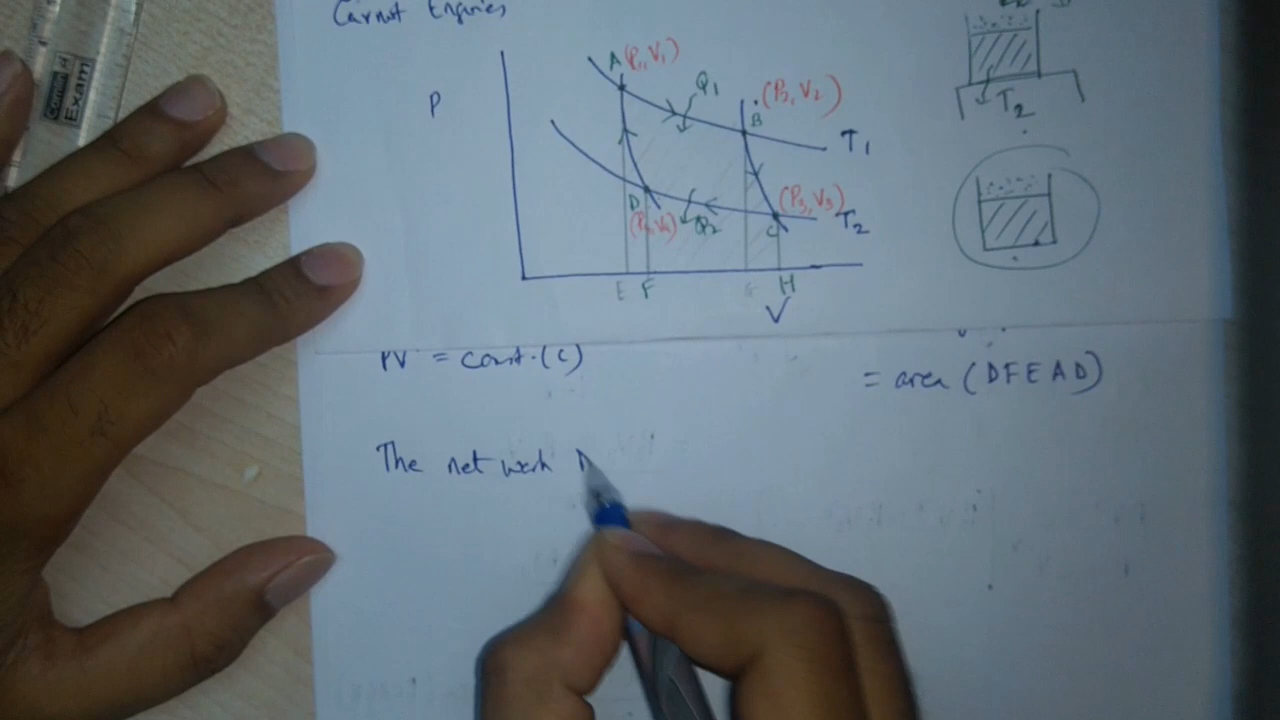 Carnot Engines
Exam
P
A (P₁, V₁)
Q₁
(P₂, V₂)
B
T₁
D
(P₄, V₄)
Q₂
(P₃, V₃)
C
T₂
E F G H
V
T₂
PV = const. (C)
= area (DFEAD)
The net work